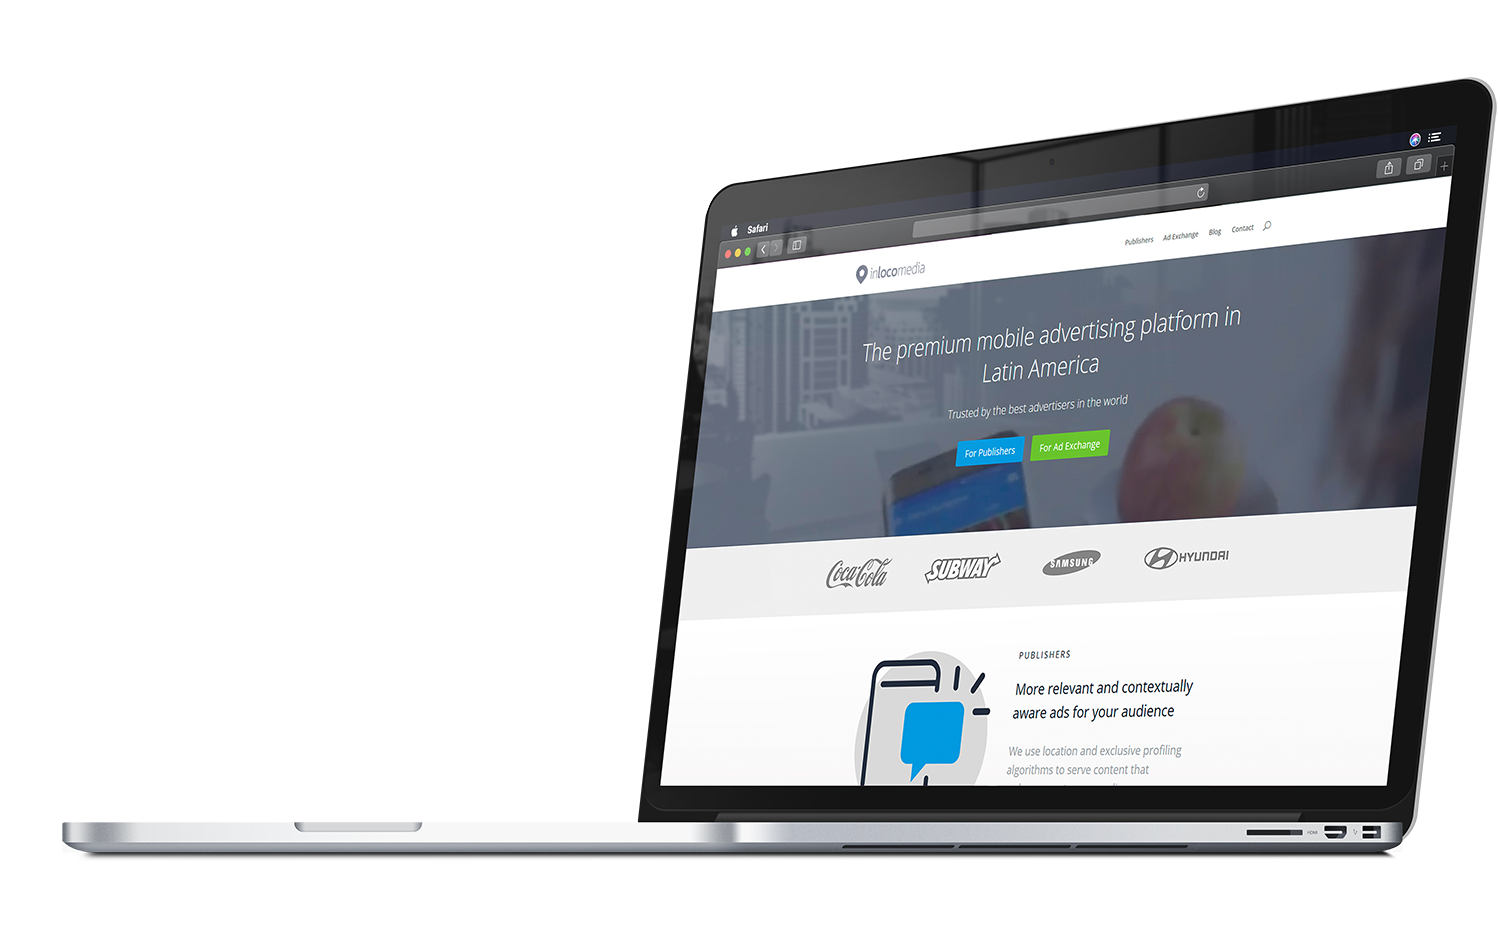 Safari
Publishers Ad Exchange Blog Contact
inlocomedia
The premium mobile advertising platform in
Latin America
Trusted by the best advertisers in the world
For Publishers For Ad Exchange
Coca-Cola SUBWAY SAMSUNG HYUNDAI
PUBLISHERS
More relevant and contextually
aware ads for your audience
We use location and exclusive profiling
algorithms to serve content that
HDMI